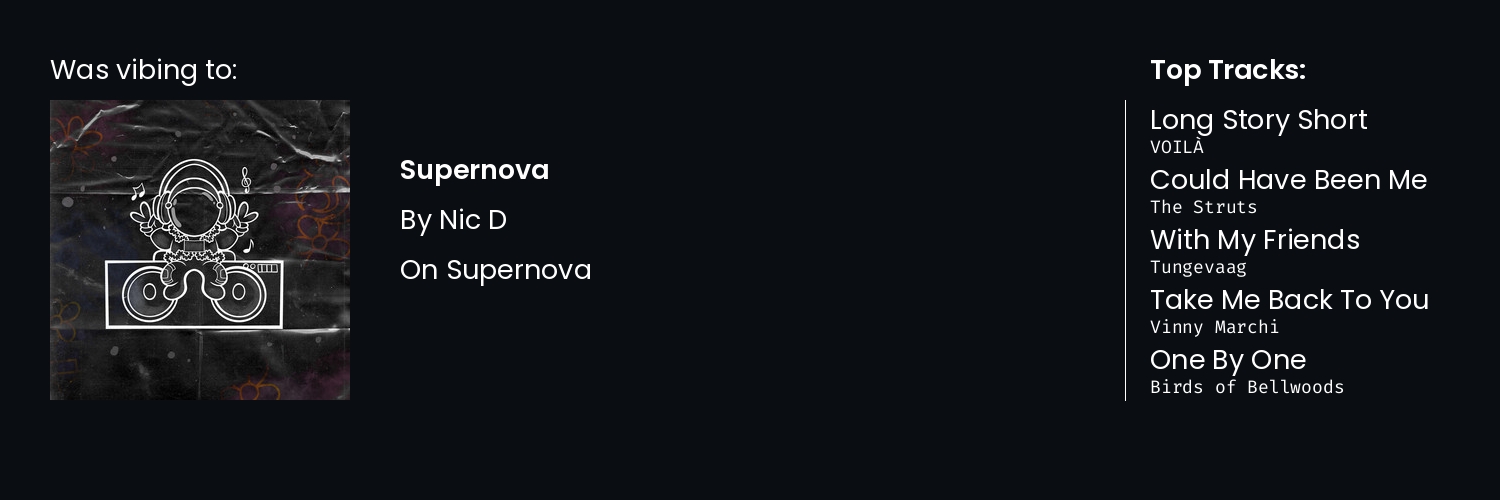 Was vibing to:
Supernova
By Nic D
On Supernova
Top Tracks:
Long Story Short
VOILÀ
Could Have Been Me
The Struts
With My Friends
Tungevaag
Take Me Back To You
Vinny Marchi
One By One
Birds of Bellwoods